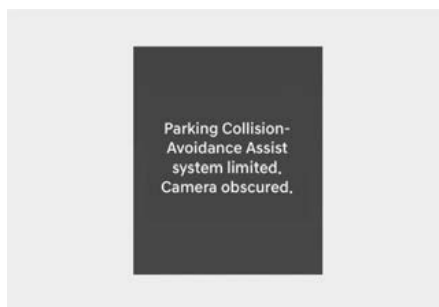 Parking Collision-
Avoidance Assist
system limited.
Camera obscured.